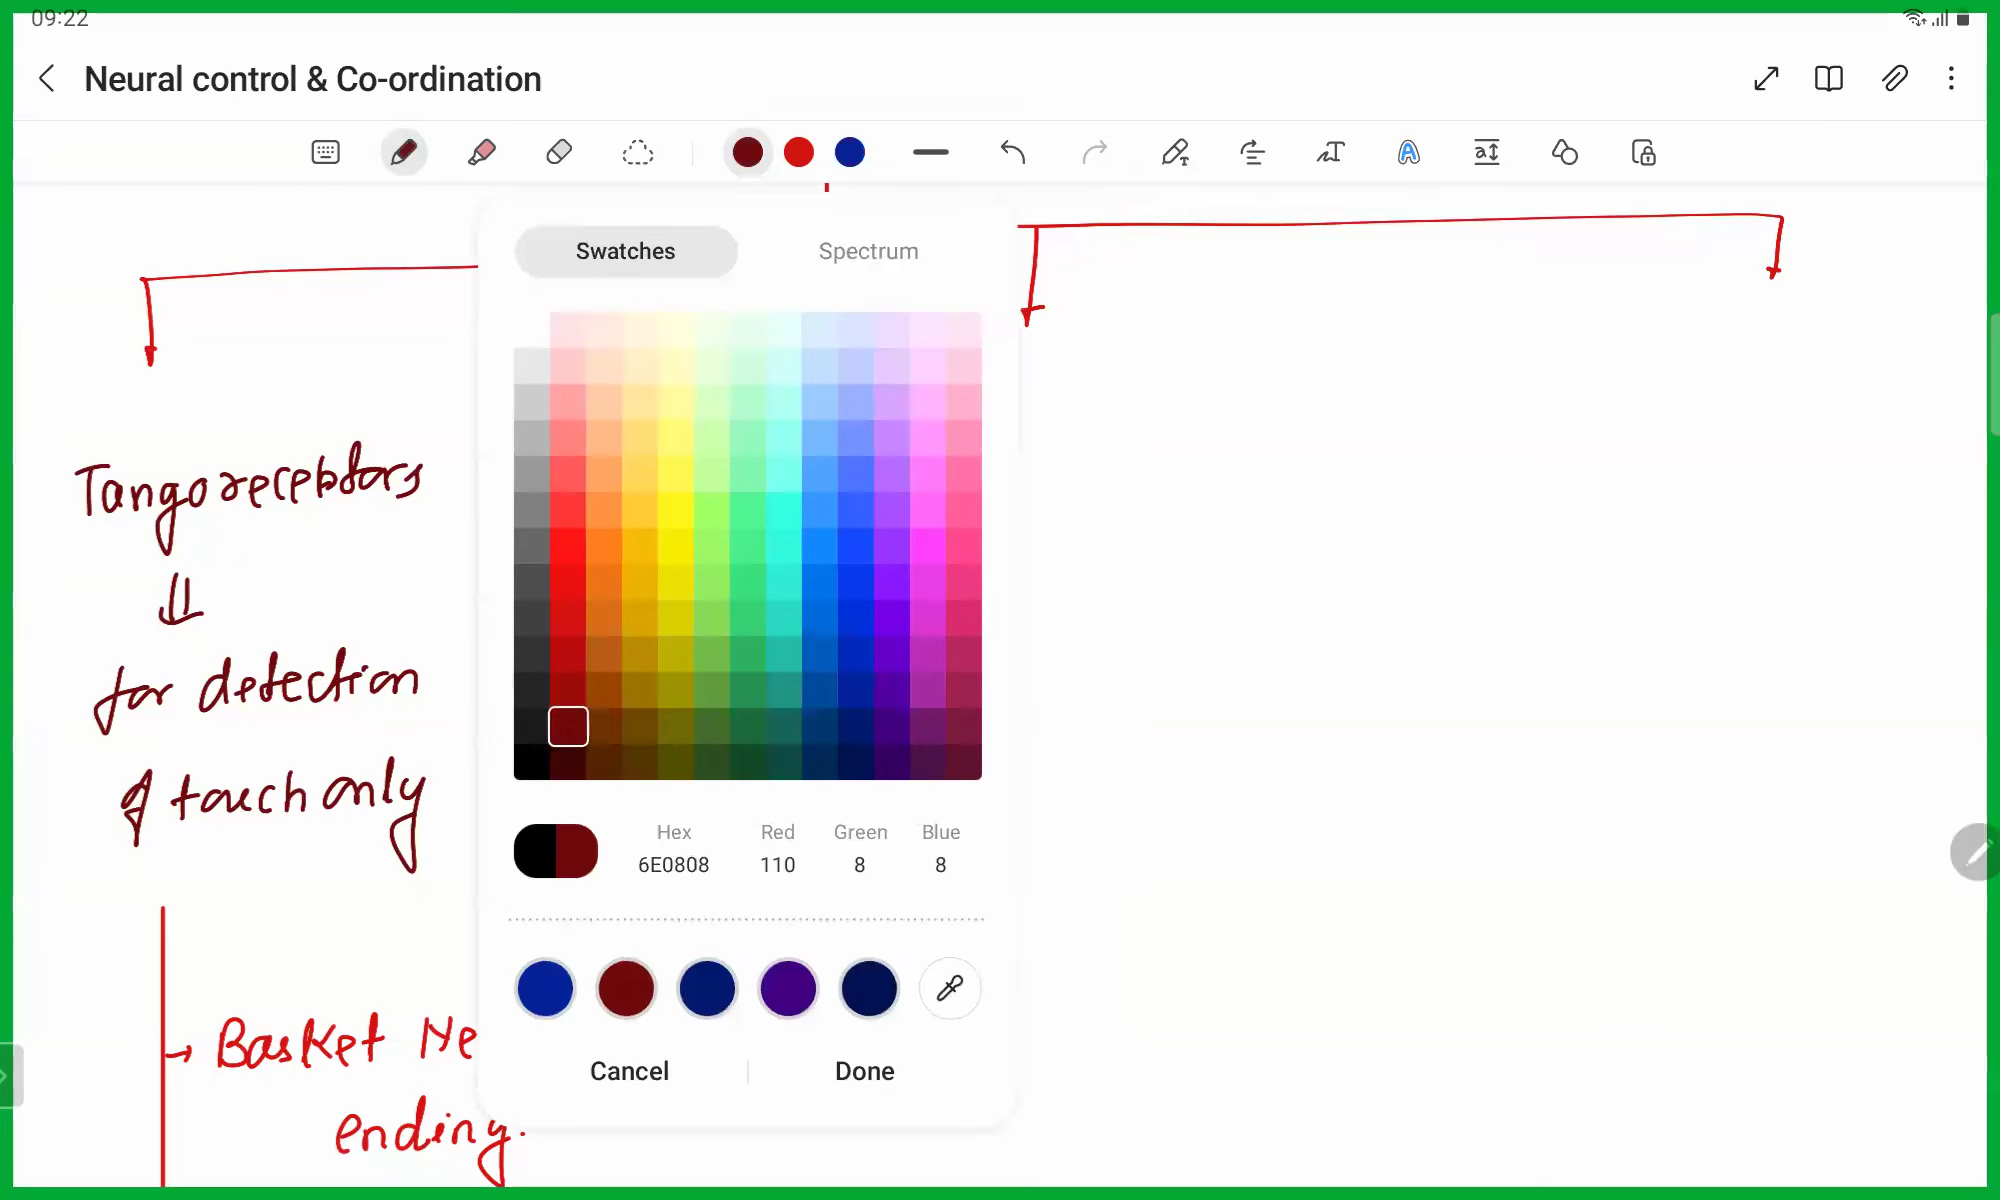 09:22
Neural control & Co-ordination
Swatches
Spectrum
Tangoreceptors
for detection
of touch only
Hex
Red
Green
Blue
6E0808
110
8
8
→ Basket Ne
ending.
Cancel
Done